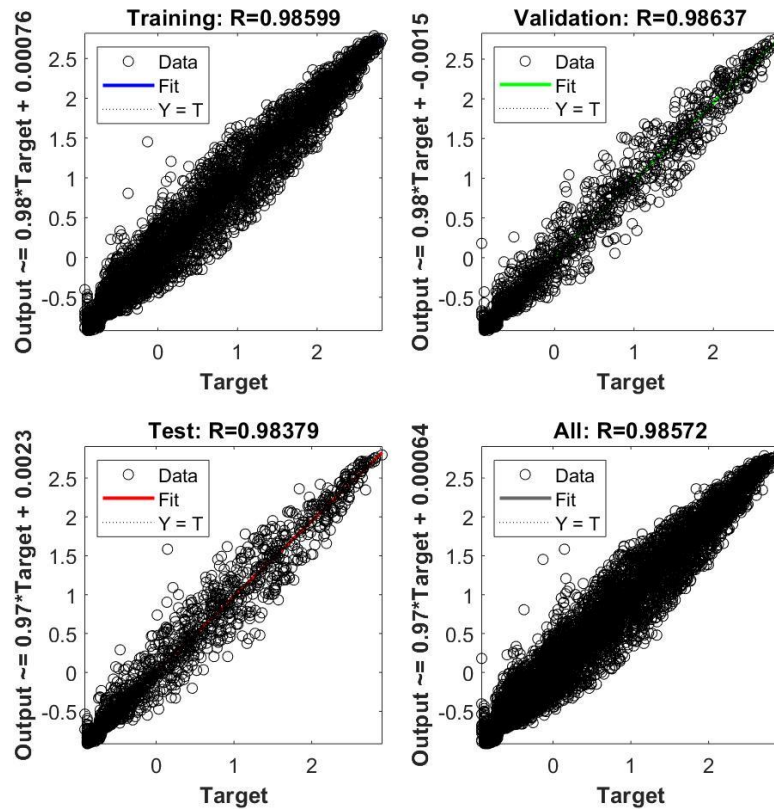 Training: R=0.98599
Output ~= 0.98*Target + 0.00076
2.5
2
1.5
1
0.5
0
-0.5
Data
Fit
Y = T
0
1
2
Target
Validation: R=0.98637
Output ~= 0.98*Target + -0.0015
2.5
2
1.5
1
0.5
0
-0.5
Data
Fit
Y = T
0
1
2
Target
Test: R=0.98379
Output ~= 0.97*Target + 0.0023
2.5
2
1.5
1
0.5
0
-0.5
Data
Fit
Y = T
0
1
2
Target
All: R=0.98572
Output ~= 0.97*Target + 0.00064
2.5
2
1.5
1
0.5
0
-0.5
Data
Fit
Y = T
0
1
2
Target